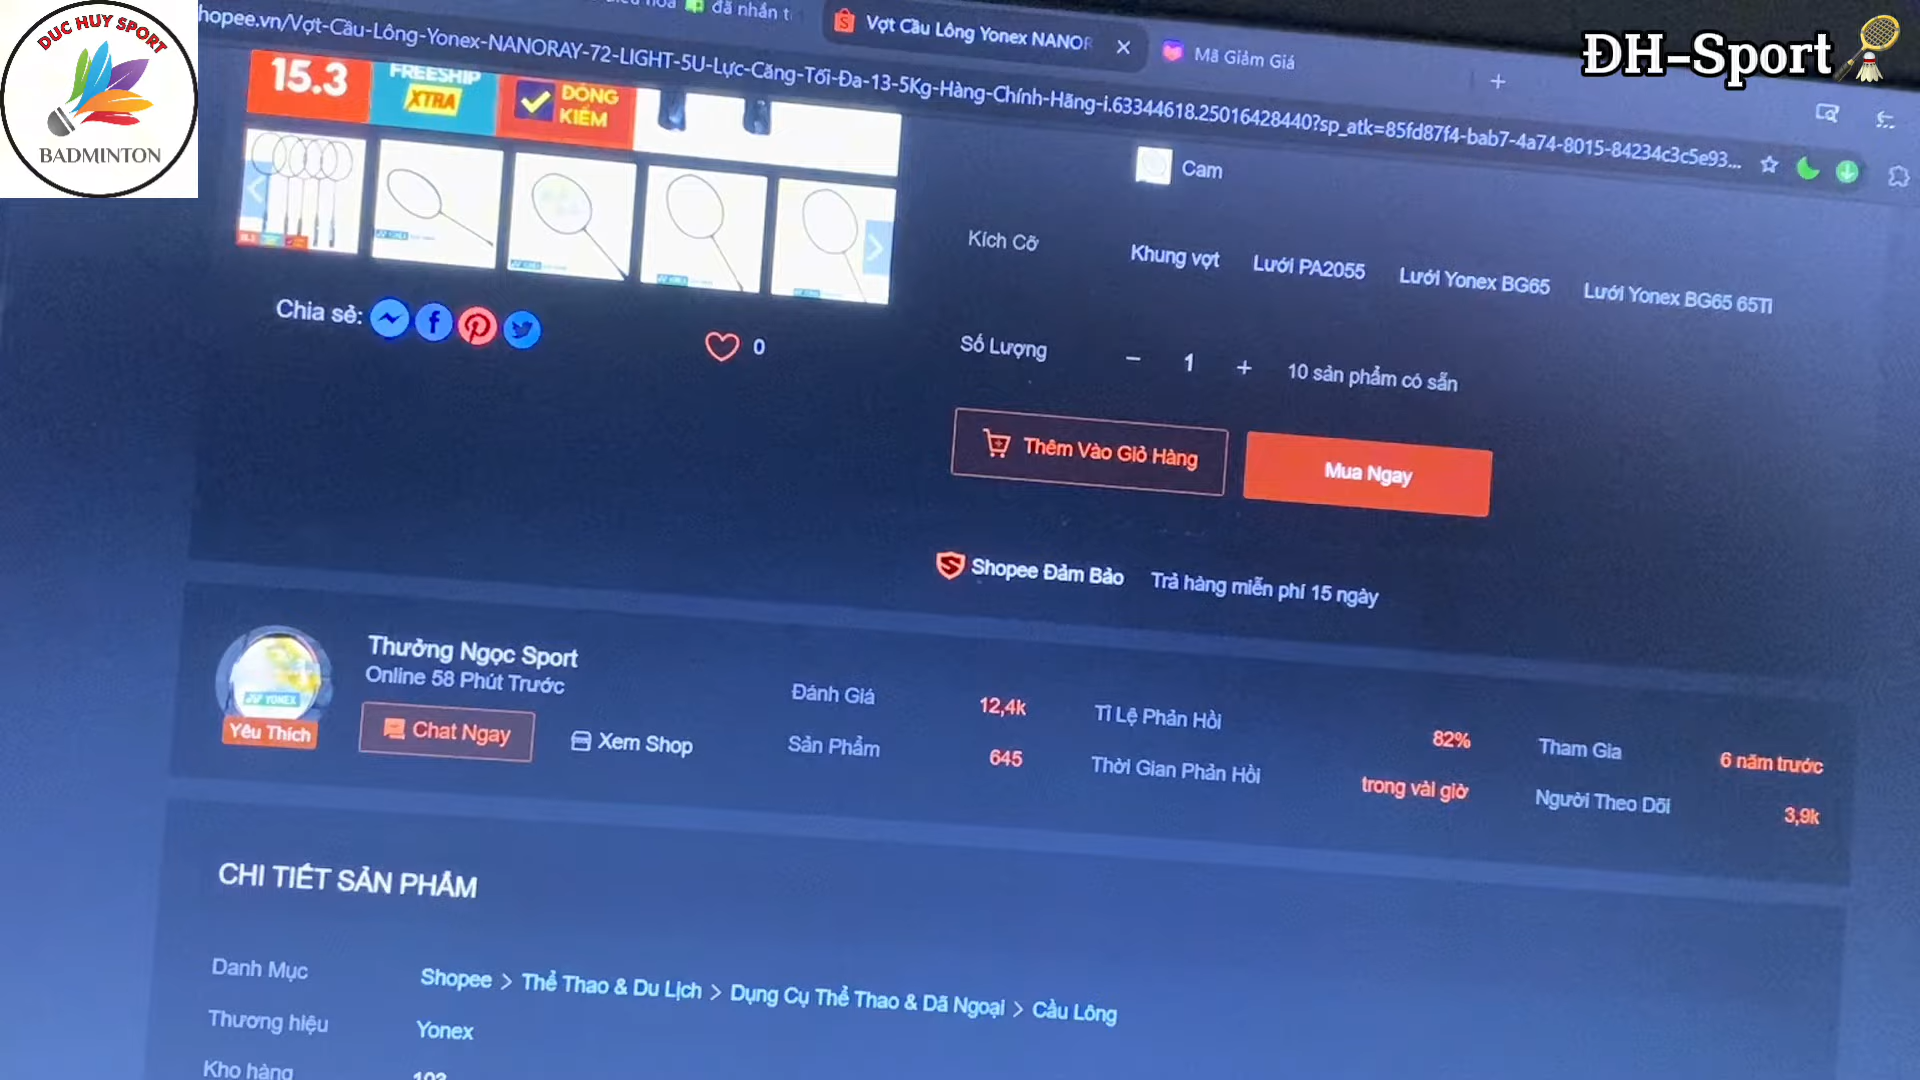 DUC HUY SPORT
BADMINTON
ĐH-Sport
đã nhắn t
Vợt Cầu Lông Yonex NANOR
Mã Giảm Giá
hopee.vn/Vợt-Cầu-Lông-Yonex-NANORAY-72-LIGHT-5U-Lực-Căng-Tối-Đa-13-5Kg-Hàng-Chính-Hãng-i.63344618.25016428440?sp_atk=85fd87f4-bab7-4a74-8015-84234c3c5e93...
15.3
FREESHIP
XTRA
ĐỒNG
KIỂM
Cam
Kích Cỡ
Khung vợt
Lưới PA2055
Lưới Yonex BG65
Lưới Yonex BG65 65TI
Chia sẻ:
0
Số Lượng
1
10 sản phẩm có sẵn
Thêm Vào Giỏ Hàng
Mua Ngay
Shopee Đảm Bảo
Trả hàng miễn phí 15 ngày
Thưởng Ngọc Sport
Online 58 Phút Trước
YONEX
Yêu Thích
Chat Ngay
Xem Shop
Đánh Giá
12,4k
Tỉ Lệ Phản Hồi
82%
Tham Gia
6 năm trước
Sản Phẩm
645
Thời Gian Phản Hồi
trong vài giờ
Người Theo Dõi
3,9k
CHI TIẾT SẢN PHẨM
Danh Mục
Shopee > Thể Thao & Du Lịch > Dụng Cụ Thể Thao & Dã Ngoại > Cầu Lông
Thương hiệu
Yonex
Kho hàng